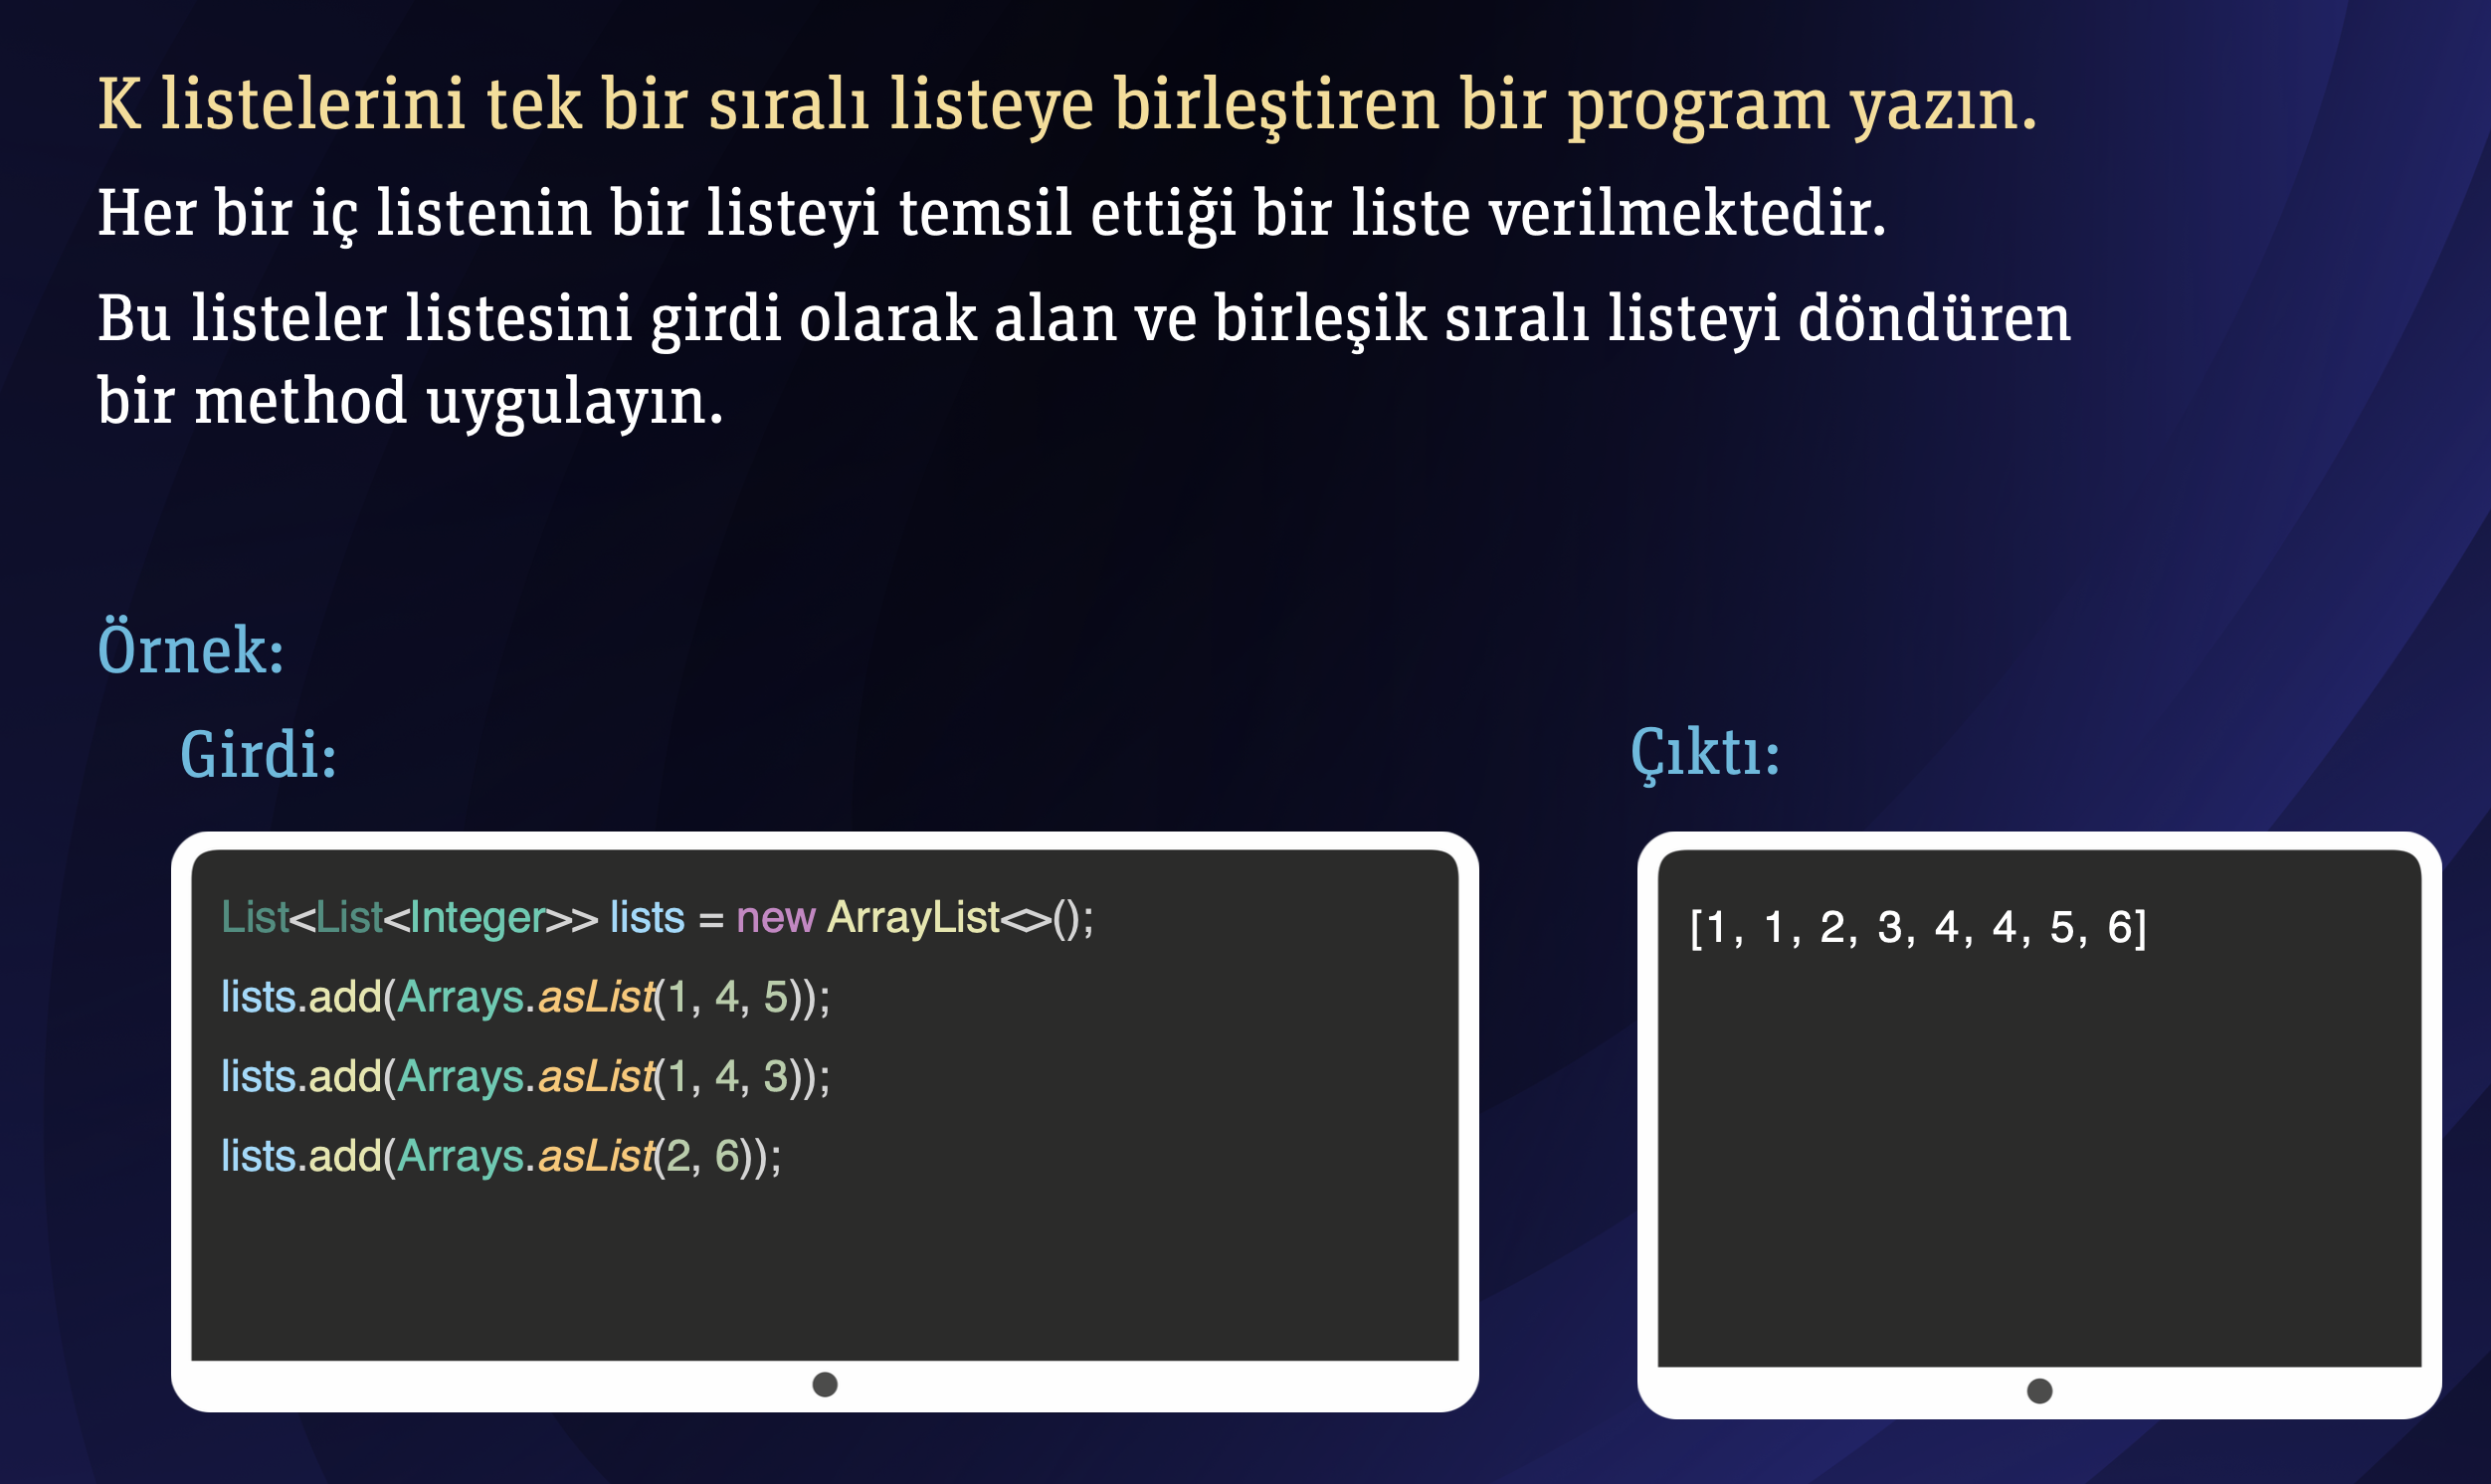 K listelerini tek bir sıralı listeye birleştiren bir program yazın.
Her bir iç listenin bir listeyi temsil ettiği bir liste verilmektedir.
Bu listeler listesini girdi olarak alan ve birleşik sıralı listeyi döndüren
bir method uygulayın.
Örnek:
Girdi:
List<List<Integer>> lists = new ArrayList<>();
lists.add(Arrays.asList(1, 4, 5));
lists.add(Arrays.asList(1, 4, 3));
lists.add(Arrays.asList(2, 6));
Çıktı:
[1, 1, 2, 3, 4, 4, 5, 6]